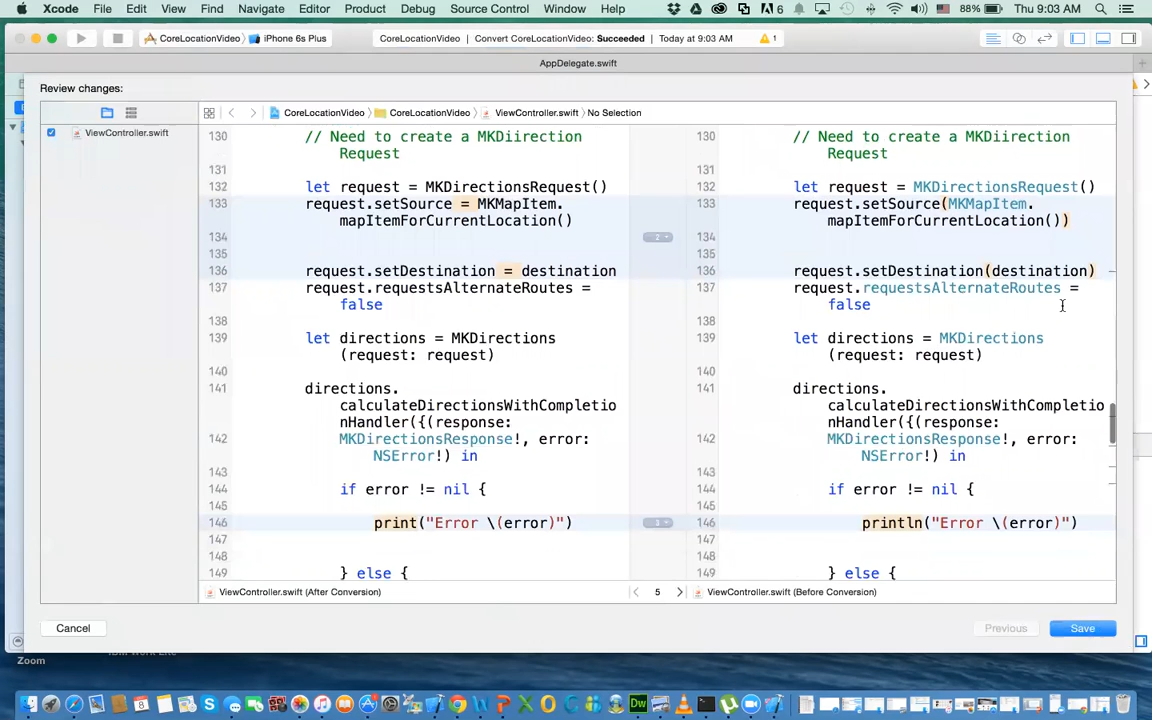 Xcode File Edit View Find Navigate Editor Product Debug Source Control Window Help 6 88% Thu 9:03 AM
CoreLocationVideo iPhone 6s Plus CoreLocationVideo Convert CoreLocationVideo: Succeeded Today at 9:03 AM 1
AppDelegate.swift
Review changes:
CoreLocationVideo CoreLocationVideo ViewController.swift No Selection
ViewController.swift
130 // Need to create a MKDiirection
Request
131
132 let request = MKDirectionsRequest()
133 request.setSource = MKMapItem.
mapItemForCurrentLocation()
134
135
136 request.setDestination = destination
137 request.requestsAlternateRoutes =
false
138
139 let directions = MKDirections
(request: request)
140
141 directions.
calculateDirectionsWithCompletio
nHandler({(response:
142 MKDirectionsResponse!, error:
NSError!) in
143
144 if error != nil {
145
146 print("Error \(error)")
147
148
149 } else {
2
3
130 // Need to create a MKDiirection
Request
131
132 let request = MKDirectionsRequest()
133 request.setSource(MKMapItem.
mapItemForCurrentLocation())
134
135
136 request.setDestination(destination)
137 request.requestsAlternateRoutes =
false
138
139 let directions = MKDirections
(request: request)
140
141 directions.
calculateDirectionsWithCompletio
nHandler({(response:
142 MKDirectionsResponse!, error:
NSError!) in
143
144 if error != nil {
145
146 println("Error \(error)")
147
148
149 } else {
ViewController.swift (After Conversion) 5 ViewController.swift (Before Conversion)
Cancel Previous Save
Zoom